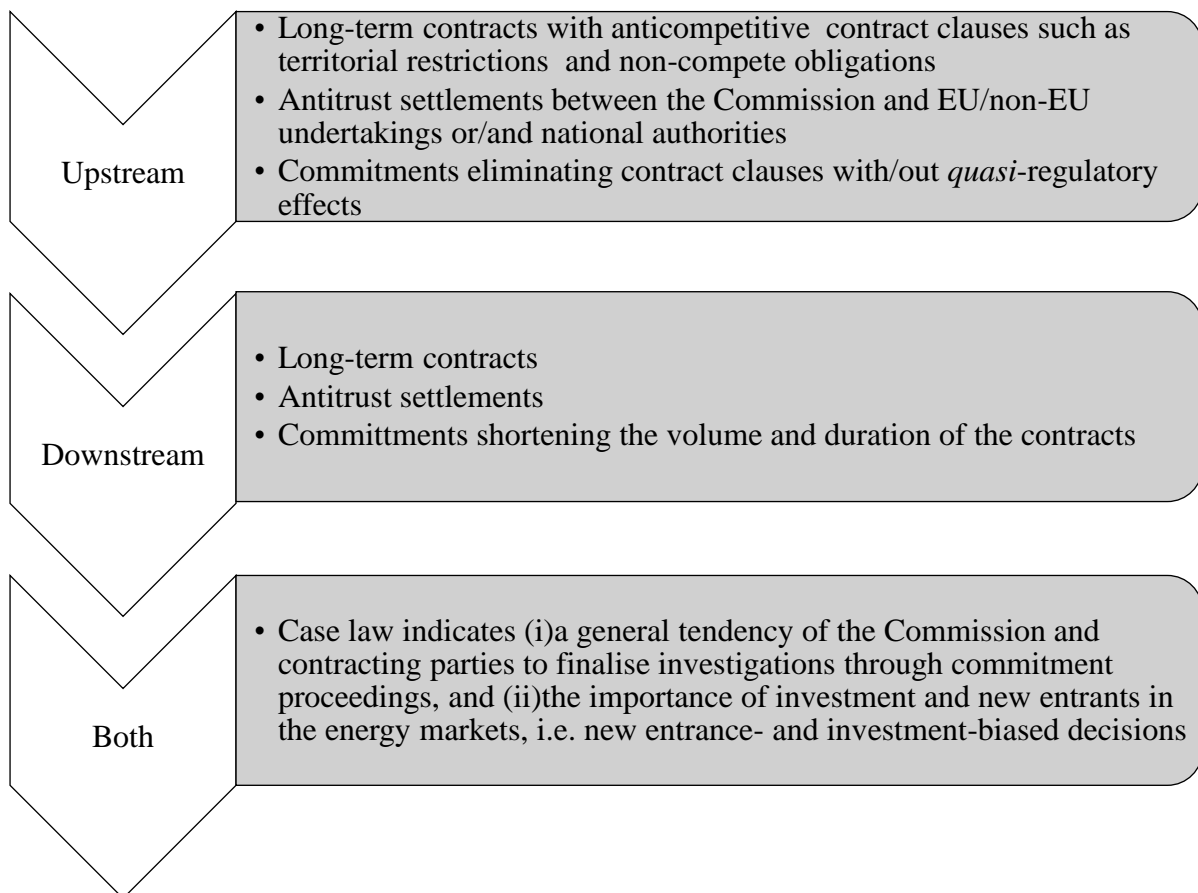 Upstream
• Long-term contracts with anticompetitive contract clauses such as
territorial restrictions and non-compete obligations
• Antitrust settlements between the Commission and EU/non-EU
undertakings or/and national authorities
• Commitments eliminating contract clauses with/out quasi-regulatory
effects
Downstream
• Long-term contracts
• Antitrust settlements
• Committments shortening the volume and duration of the contracts
Both
• Case law indicates (i)a general tendency of the Commission and
contracting parties to finalise investigations through commitment
proceedings, and (ii)the importance of investment and new entrants in
the energy markets, i.e. new entrance- and investment-biased decisions